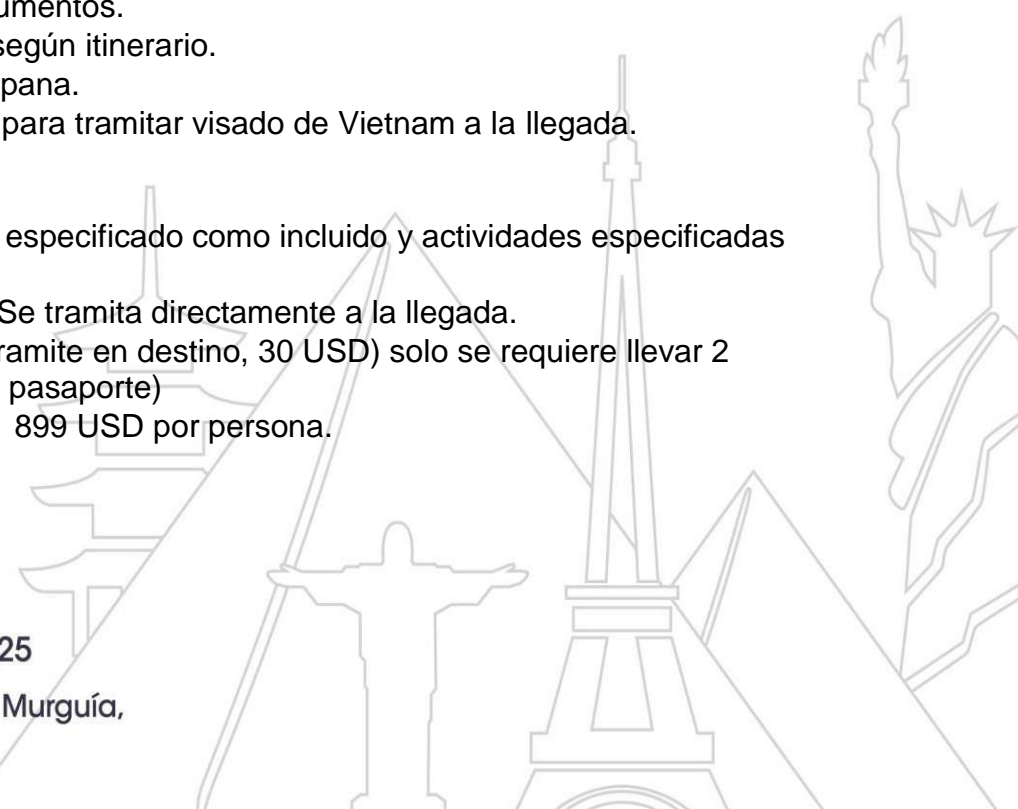 umentos.
según itinerario.
pana.
para tramitar visado de Vietnam a la llegada.
especificado como incluido y actividades especificadas
Se tramita directamente a la llegada.
ramite en destino, 30 USD) solo se requiere llevar 2
pasaporte)
899 USD por persona.
25
Murguía,